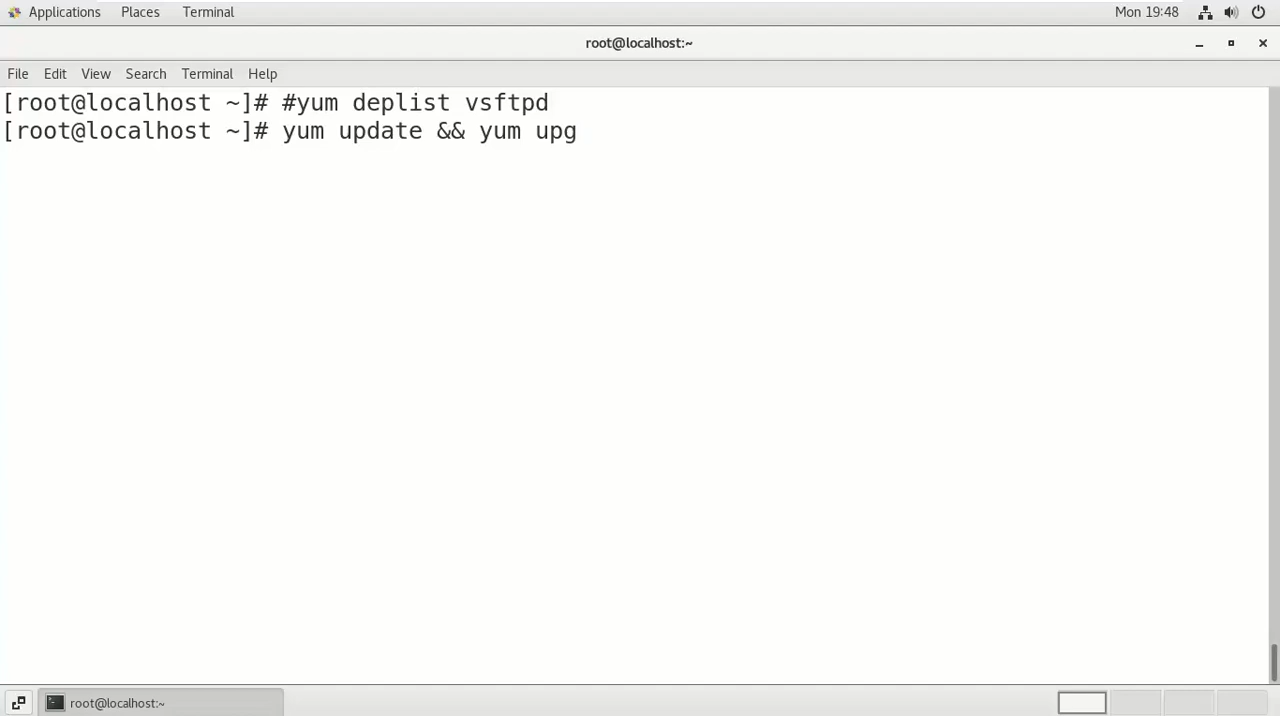 Applications Places Terminal Mon 19:48
root@localhost:~
File Edit View Search Terminal Help
[root@localhost ~]# #yum deplist vsftpd
[root@localhost ~]# yum update && yum upg
root@localhost:~